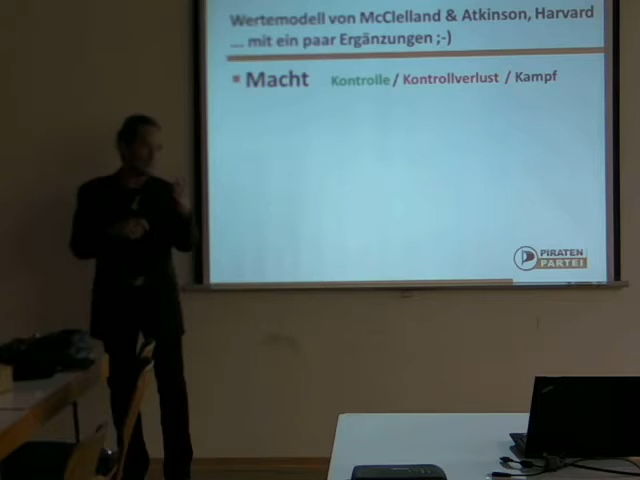 Wertemodell von McClelland & Atkinson, Harvard
... mit ein paar Ergänzungen ;-)
Macht Kontrolle / Kontrollverlust / Kampf
PIRATEN
PARTEI